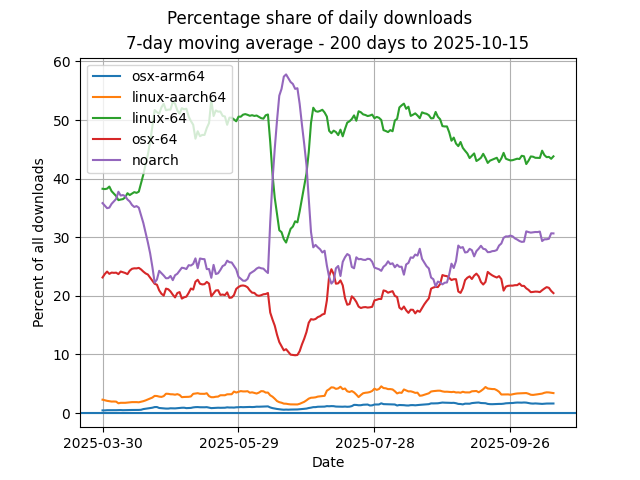 Percentage share of daily downloads
7-day moving average - 200 days to 2025-10-15
60
50
40
30
20
10
0
Percent of all downloads
osx-arm64
linux-aarch64
linux-64
osx-64
noarch
2025-03-30
2025-05-29
2025-07-28
2025-09-26
Date